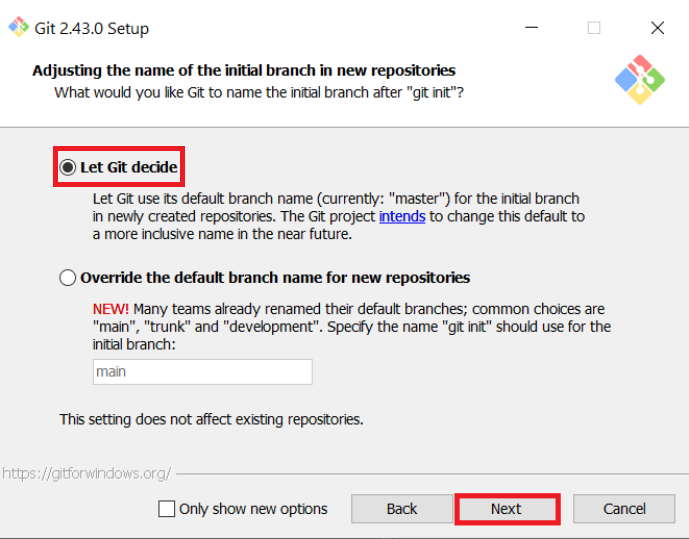 Git 2.43.0 Setup
Adjusting the name of the initial branch in new repositories
What would you like Git to name the initial branch after "git init"?
Let Git decide
Let Git use its default branch name (currently: "master") for the initial branch
in newly created repositories. The Git project intends to change this default to
a more inclusive name in the near future.
Override the default branch name for new repositories
NEW! Many teams already renamed their default branches; common choices are
"main", "trunk" and "development". Specify the name "git init" should use for the
initial branch:
main
This setting does not affect existing repositories.
https://gitforwindows.org/
Only show new options
Back
Next
Cancel